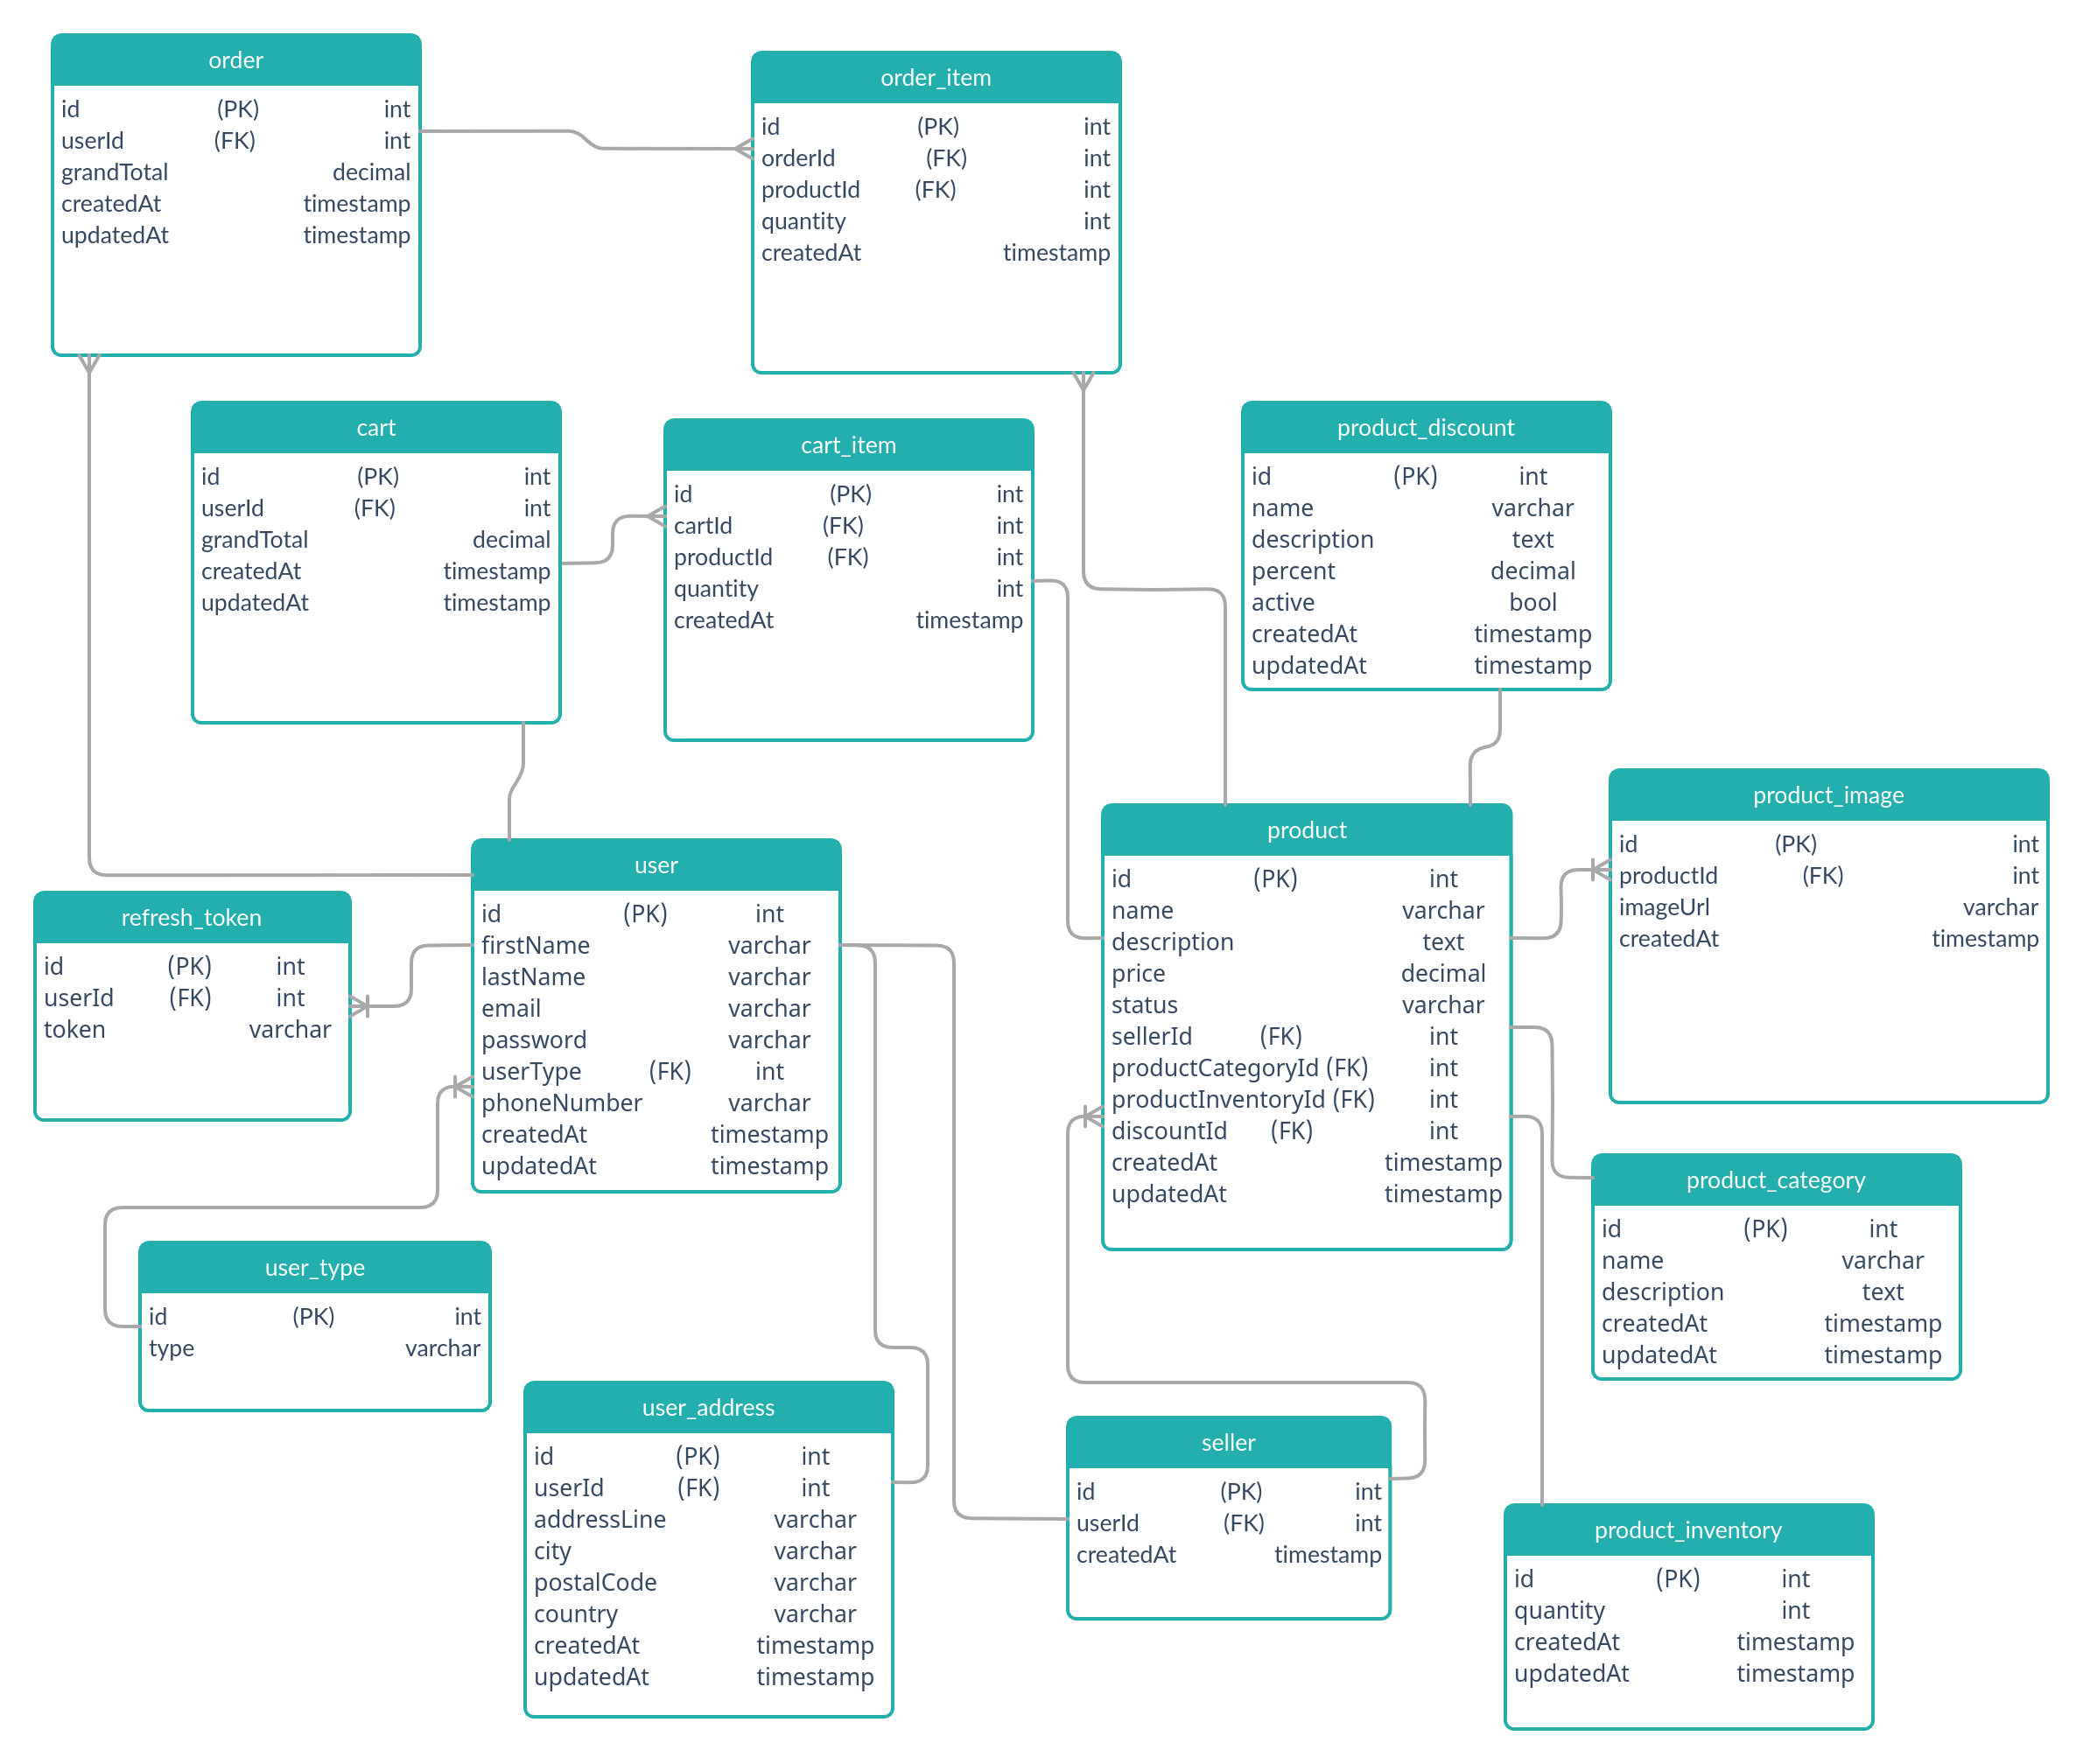 order
id (PK) int
userId (FK) int
grandTotal decimal
createdAt timestamp
updatedAt timestamp
order_item
id (PK) int
orderId (FK) int
productId (FK) int
quantity int
createdAt timestamp
cart
id (PK) int
userId (FK) int
grandTotal decimal
createdAt timestamp
updatedAt timestamp
cart_item
id (PK) int
cartId (FK) int
productId (FK) int
quantity int
createdAt timestamp
product_discount
id (PK) int
name varchar
description text
percent decimal
active bool
createdAt timestamp
updatedAt timestamp
product_image
id (PK) int
productId (FK) int
imageUrl varchar
createdAt timestamp
product
id (PK) int
name varchar
description text
price decimal
status varchar
sellerId (FK) int
productCategoryId (FK) int
productInventoryId (FK) int
discountId (FK) int
createdAt timestamp
updatedAt timestamp
user
id (PK) int
firstName varchar
lastName varchar
email varchar
password varchar
userType (FK) int
phoneNumber varchar
createdAt timestamp
updatedAt timestamp
refresh_token
id (PK) int
userId (FK) int
token varchar
product_category
id (PK) int
name varchar
description text
createdAt timestamp
updatedAt timestamp
user_type
id (PK) int
type varchar
user_address
id (PK) int
userId (FK) int
addressLine varchar
city varchar
postalCode varchar
country varchar
createdAt timestamp
updatedAt timestamp
seller
id (PK) int
userId (FK) int
createdAt timestamp
product_inventory
id (PK) int
quantity int
createdAt timestamp
updatedAt timestamp